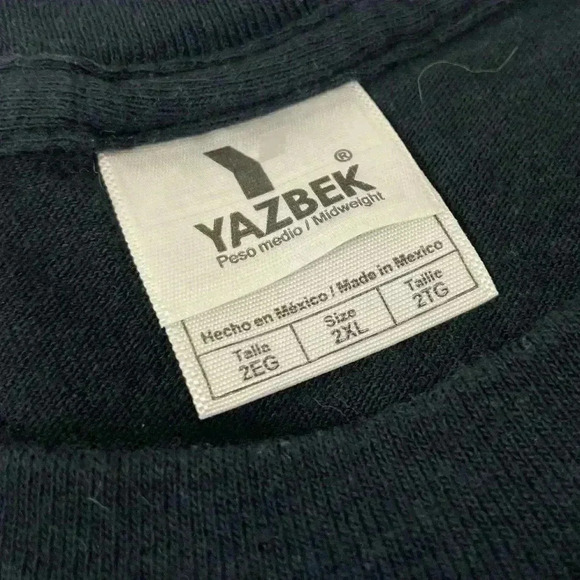 Y
®
YAZBEK
Peso medio / Midweight
Hecho en México / Made in Mexico
Talla Size Taille
2EG 2XL 2TG